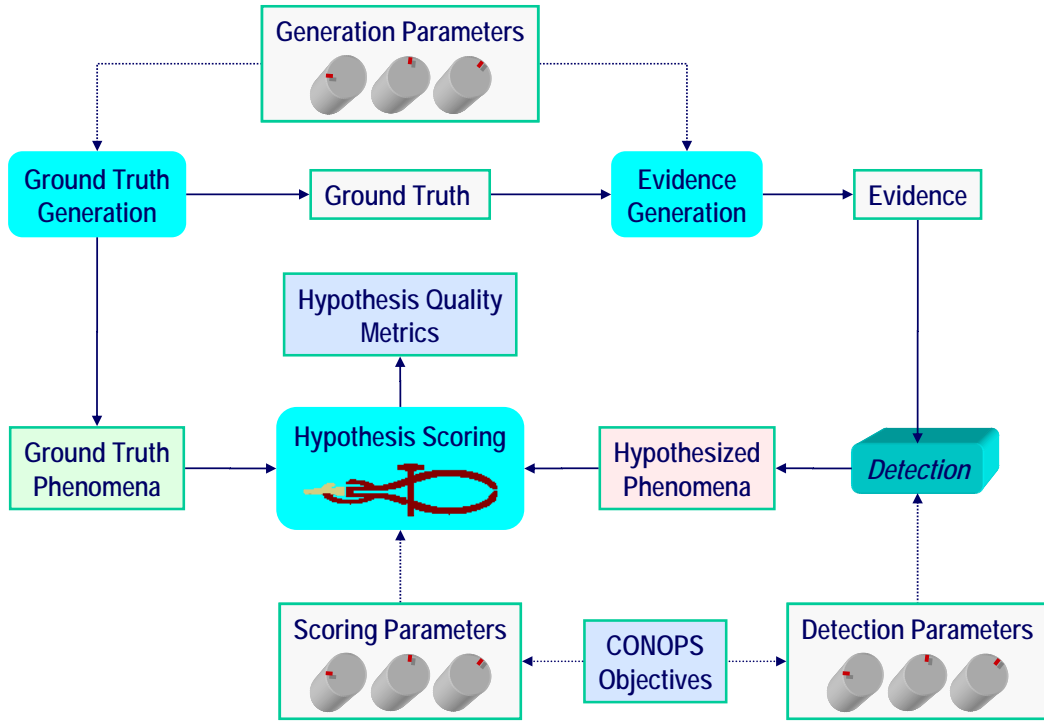 Generation Parameters
Ground Truth
Generation
Ground Truth
Evidence
Generation
Evidence
Hypothesis Quality
Metrics
Ground Truth
Phenomena
Hypothesis Scoring
Hypothesized
Phenomena
Detection
Scoring Parameters
CONOPS
Objectives
Detection Parameters